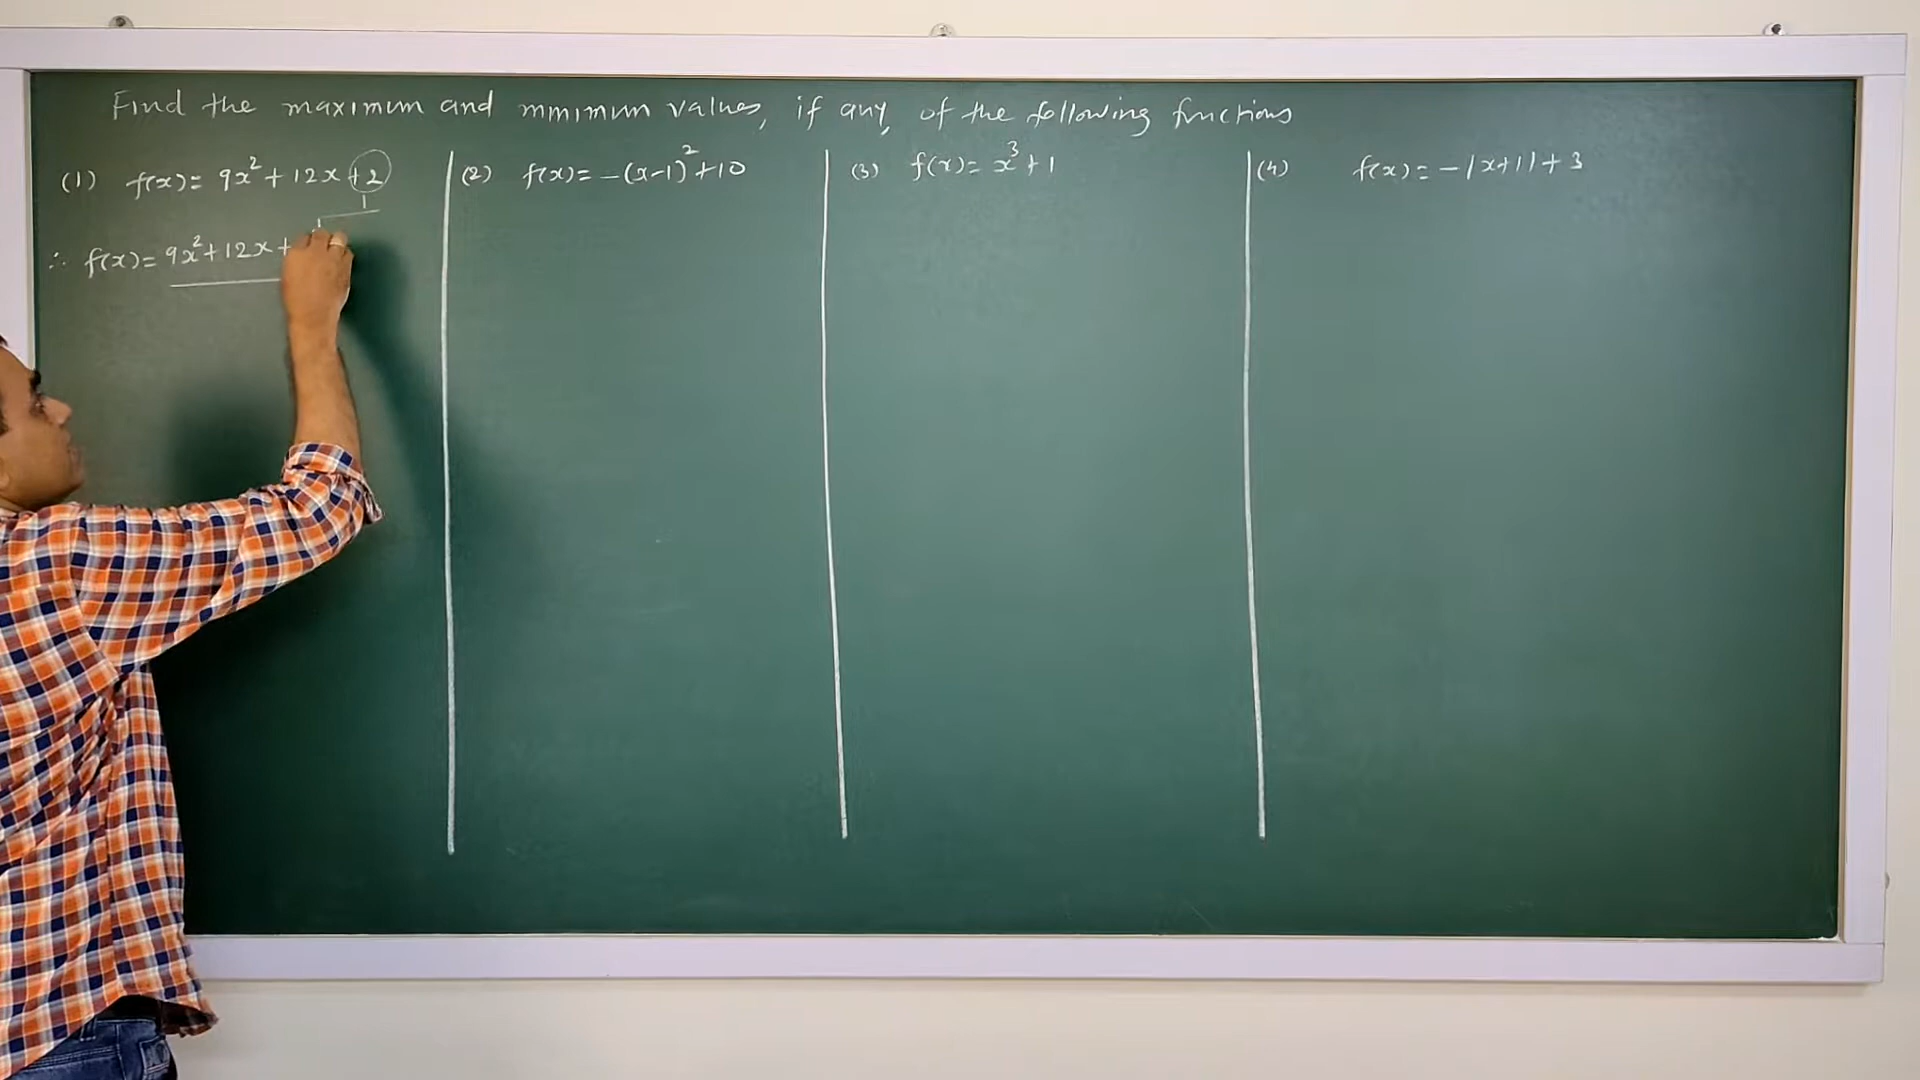 Find the maximum and minimum values, if any, of the following functions
(1) f(x) = 9x² + 12x + 2
∴ f(x) = 9x² + 12x +
(2) f(x) = -(x-1)² + 10
(3) f(x) = x³ + 1
(4) f(x) = -|x+1| + 3